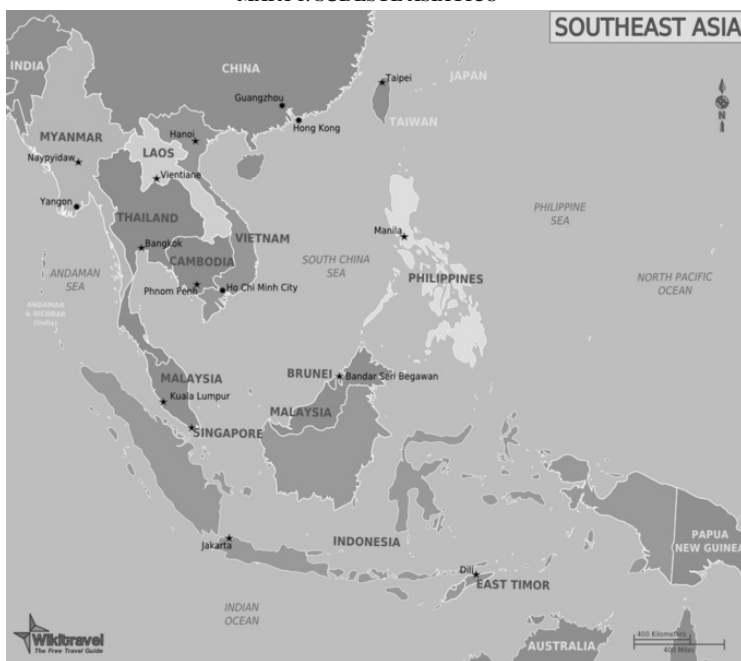 SOUTHEAST ASIA
INDIA
CHINA
JAPAN
Taipei
Guangzhou
Hong Kong
TAIWAN
N
MYANMAR
Hanoi
LAOS
Naypyidaw
Vientiane
Yangon
THAILAND
PHILIPPINE
SEA
Manila
VIETNAM
Bangkok
CAMBODIA
SOUTH CHINA
SEA
ANDAMAN
SEA
PHILIPPINES
NORTH PACIFIC
OCEAN
Phnom Penh
Ho Chi Minh City
ANDAMAN
& NICOBAR
(India)
MALAYSIA
BRUNEI
Bandar Seri Begawan
Kuala Lumpur
MALAYSIA
SINGAPORE
Jakarta
INDONESIA
PAPUA
NEW GUINEA
Dili
EAST TIMOR
INDIAN
OCEAN
Wikitravel
The Free Travel Guide
AUSTRALIA
400 Kilometers
400 Miles